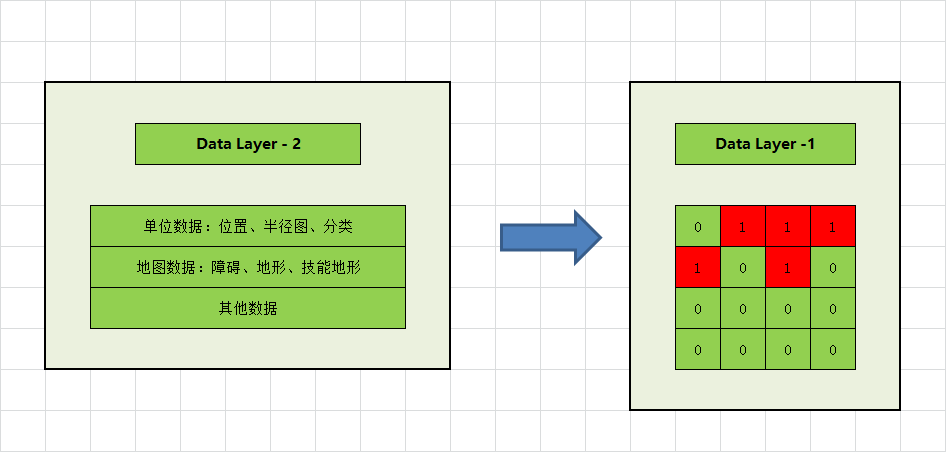 Data Layer - 2
单位数据：位置、半径图、分类
地图数据：障碍、地形、技能地形
其他数据
Data Layer -1
0 1 1 1
1 0 1 0
0 0 0 0
0 0 0 0